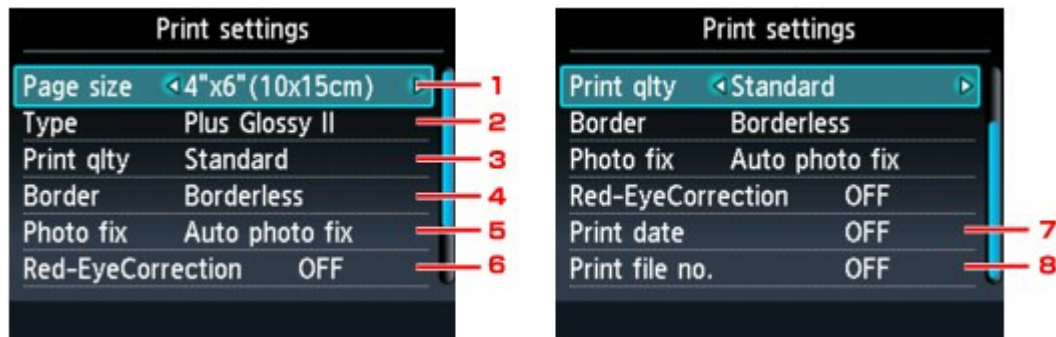 Print settings
Page size 4"x6"(10x15cm) 1
Type Plus Glossy II 2
Print qlty Standard 3
Border Borderless 4
Photo fix Auto photo fix 5
Red-EyeCorrection OFF 6
Print settings
Print qlty Standard
Border Borderless
Photo fix Auto photo fix
Red-EyeCorrection OFF
Print date OFF 7
Print file no. OFF 8